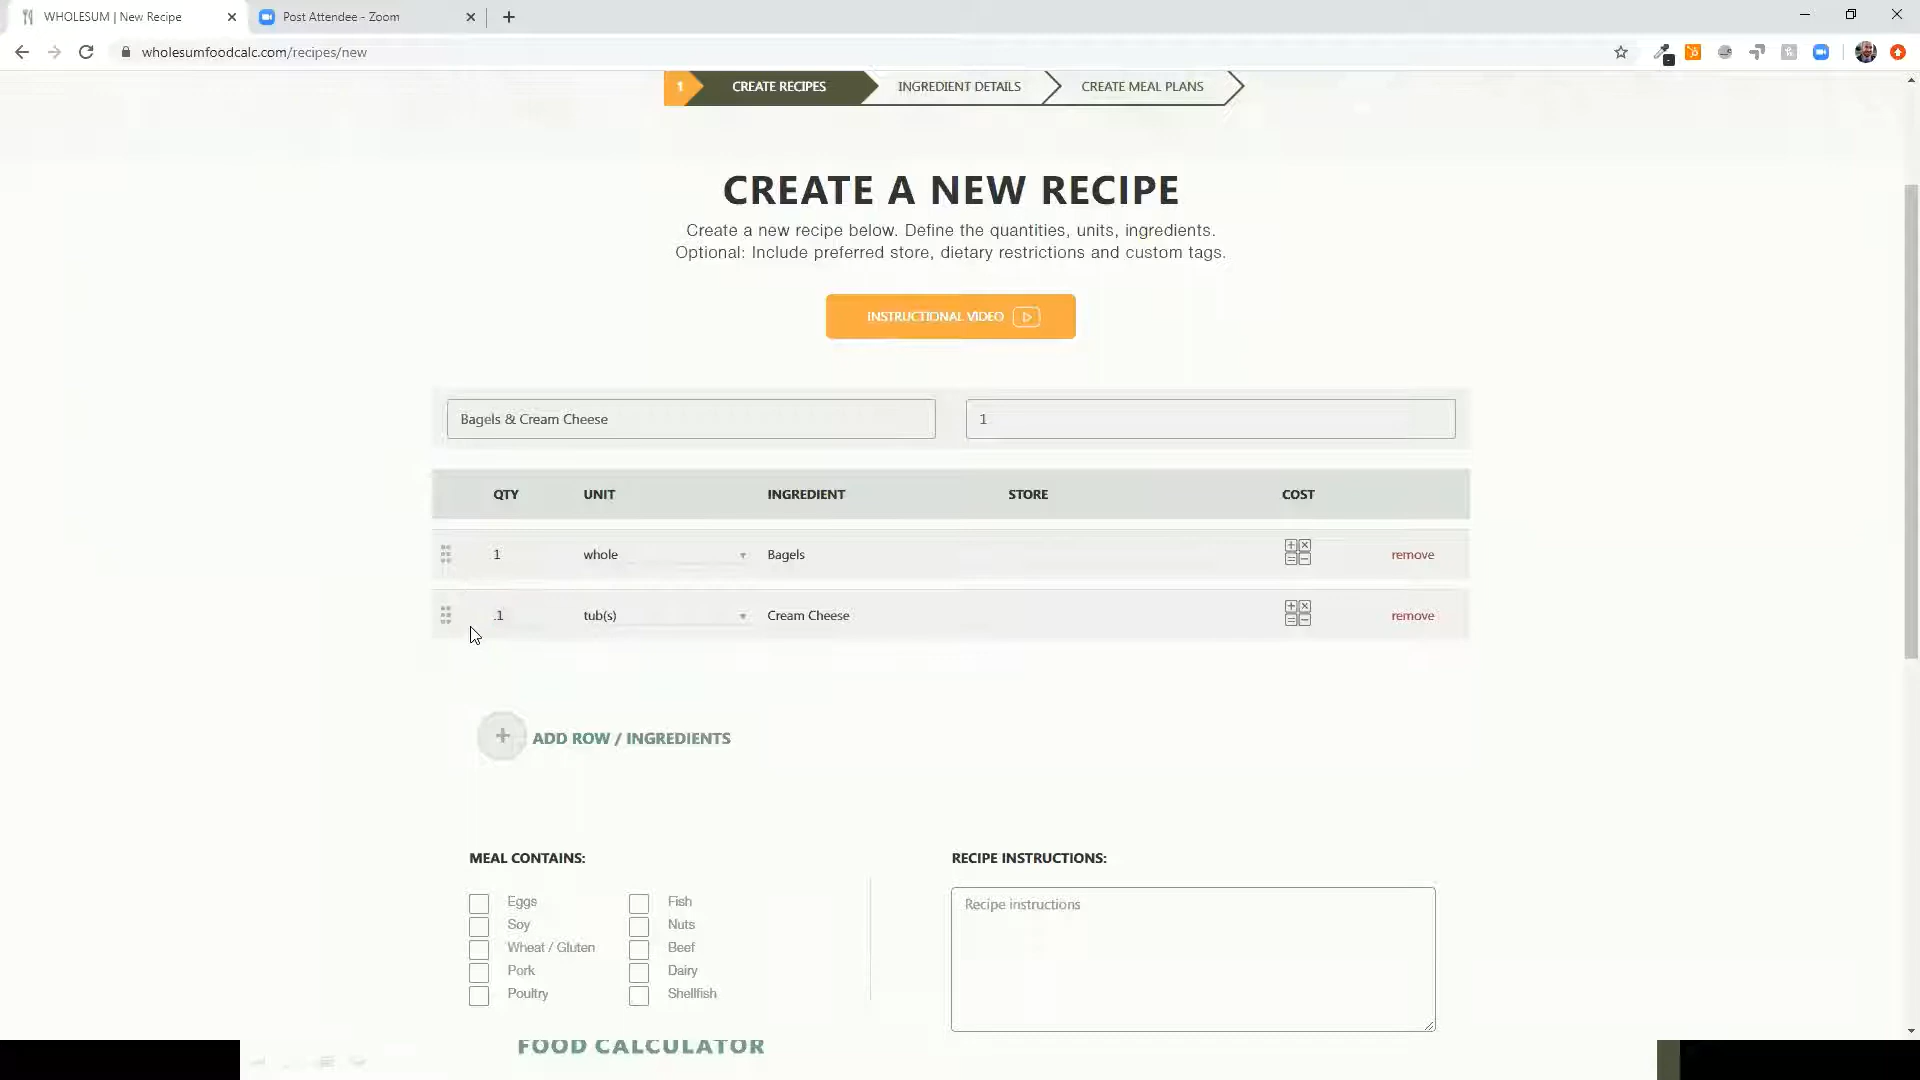 WHOLESUM | New Recipe
Post Attendee - Zoom
wholesumfoodcalc.com/recipes/new
1 CREATE RECIPES
INGREDIENT DETAILS
CREATE MEAL PLANS
CREATE A NEW RECIPE
Create a new recipe below. Define the quantities, units, ingredients.
Optional: Include preferred store, dietary restrictions and custom tags.
INSTRUCTIONAL VIDEO
Bagels & Cream Cheese
1
QTY UNIT INGREDIENT STORE COST
1 whole Bagels remove
.1 tub(s) Cream Cheese remove
+ ADD ROW / INGREDIENTS
MEAL CONTAINS:
Eggs Fish
Soy Nuts
Wheat / Gluten Beef
Pork Dairy
Poultry Shellfish
RECIPE INSTRUCTIONS:
Recipe instructions
FOOD CALCULATOR